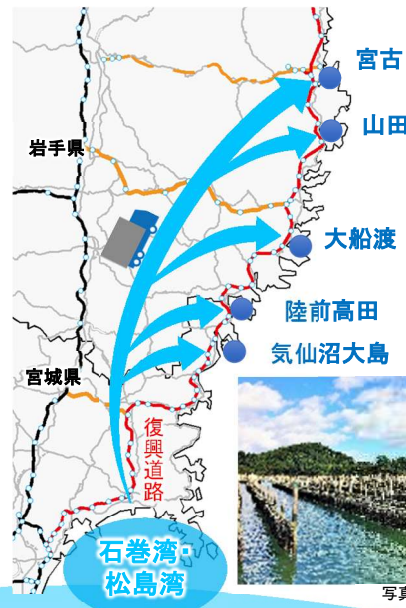 宮古
山田
岩手県
大船渡
陸前高田
気仙沼大島
宮城県
復興道路
石巻湾・
松島湾
写真